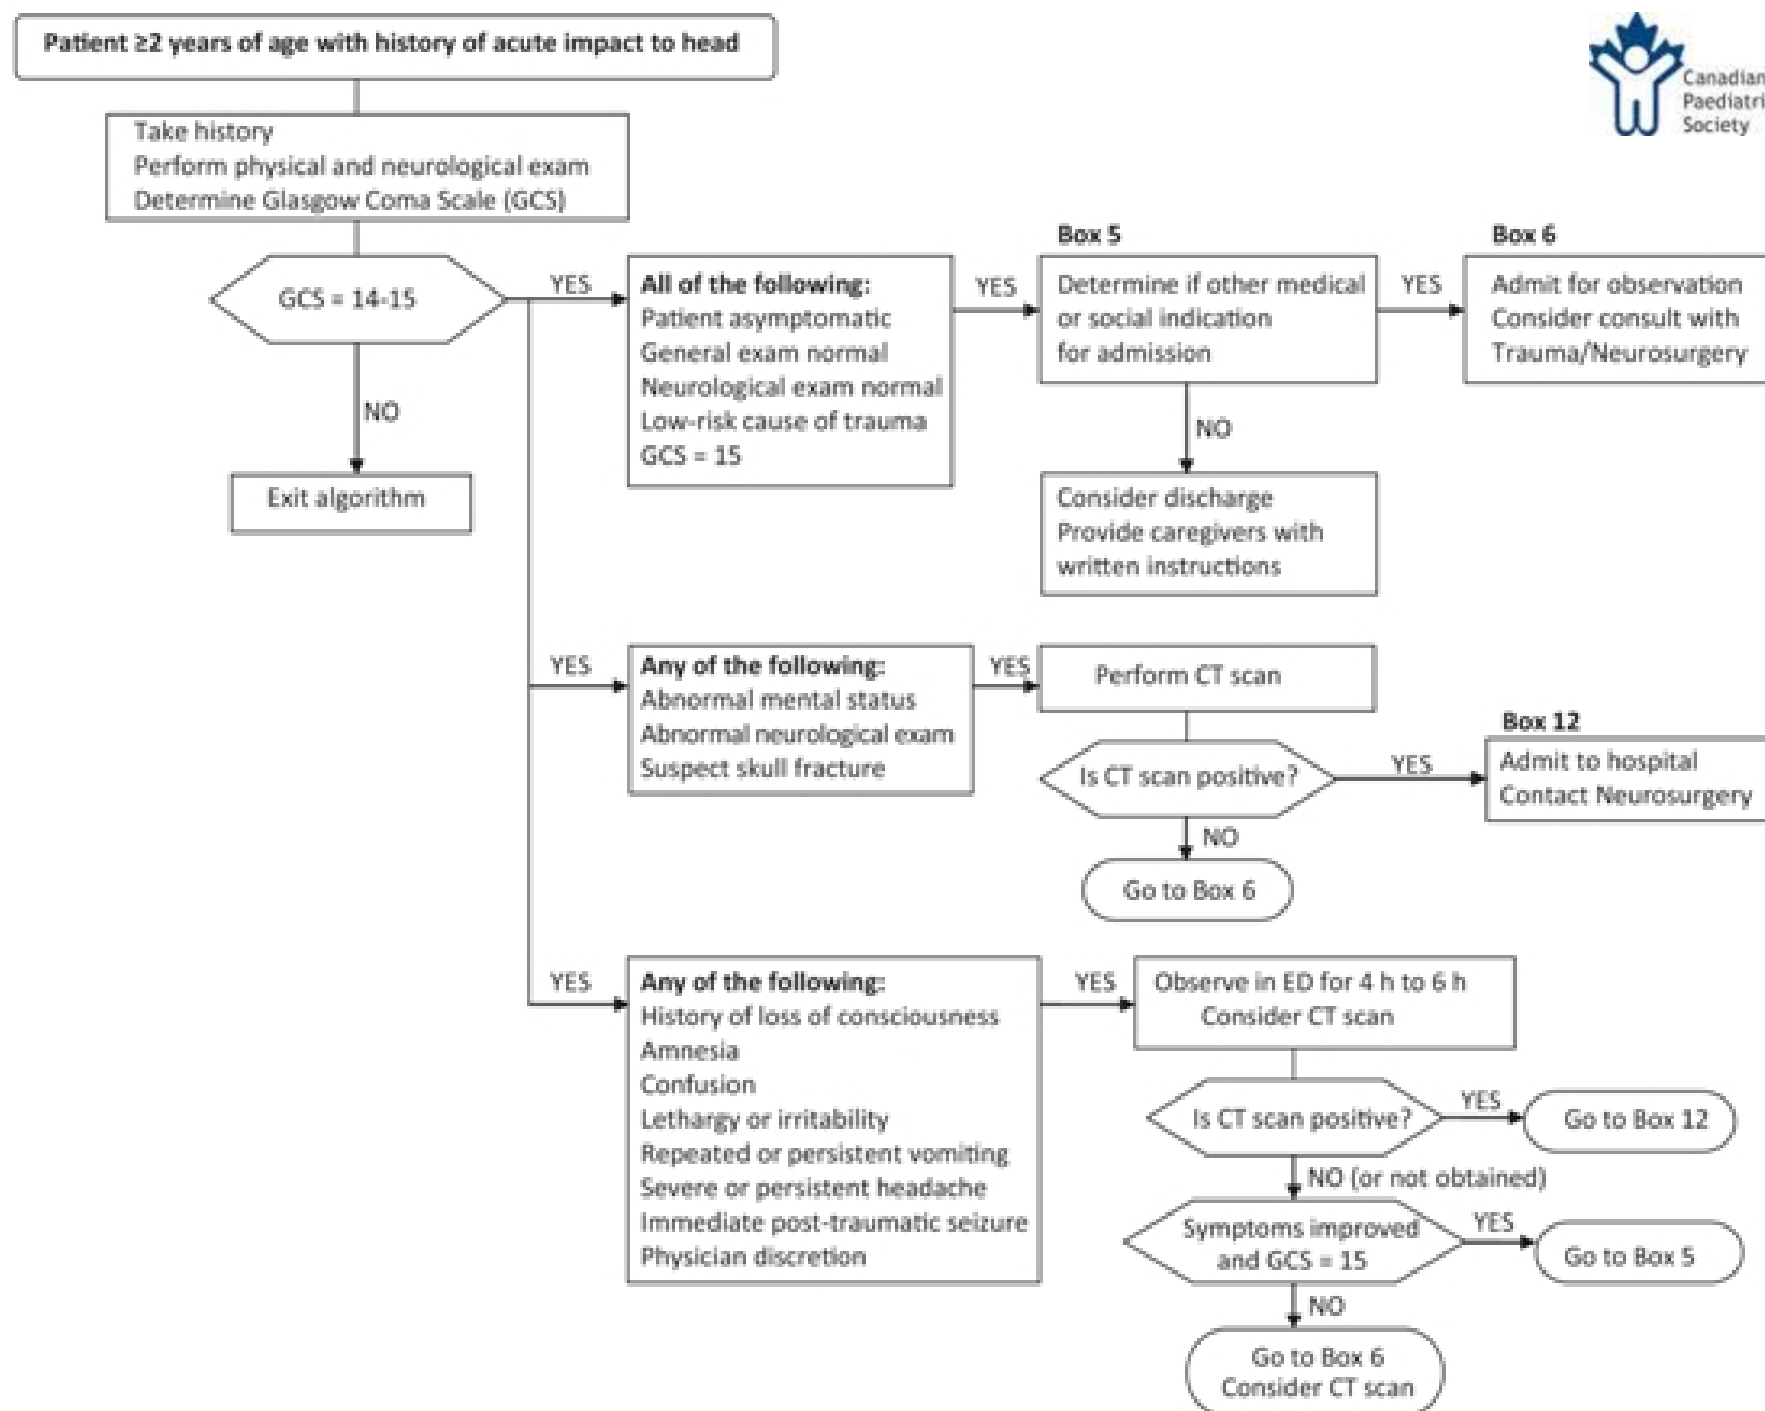 Patient ≥2 years of age with history of acute impact to head
Canadian
Paediatri
Society
Take history
Perform physical and neurological exam
Determine Glasgow Coma Scale (GCS)
GCS = 14-15
YES
NO
Exit algorithm
All of the following:
Patient asymptomatic
General exam normal
Neurological exam normal
Low-risk cause of trauma
GCS = 15
YES
Box 5
Determine if other medical
or social indication
for admission
YES
Box 6
Admit for observation
Consider consult with
Trauma/Neurosurgery
NO
Consider discharge
Provide caregivers with
written instructions
YES
Any of the following:
Abnormal mental status
Abnormal neurological exam
Suspect skull fracture
YES
Perform CT scan
Is CT scan positive?
YES
Box 12
Admit to hospital
Contact Neurosurgery
NO
Go to Box 6
YES
Any of the following:
History of loss of consciousness
Amnesia
Confusion
Lethargy or irritability
Repeated or persistent vomiting
Severe or persistent headache
Immediate post-traumatic seizure
Physician discretion
YES
Observe in ED for 4 h to 6 h
Consider CT scan
Is CT scan positive?
YES
Go to Box 12
NO (or not obtained)
Symptoms improved
and GCS = 15
YES
Go to Box 5
NO
Go to Box 6
Consider CT scan